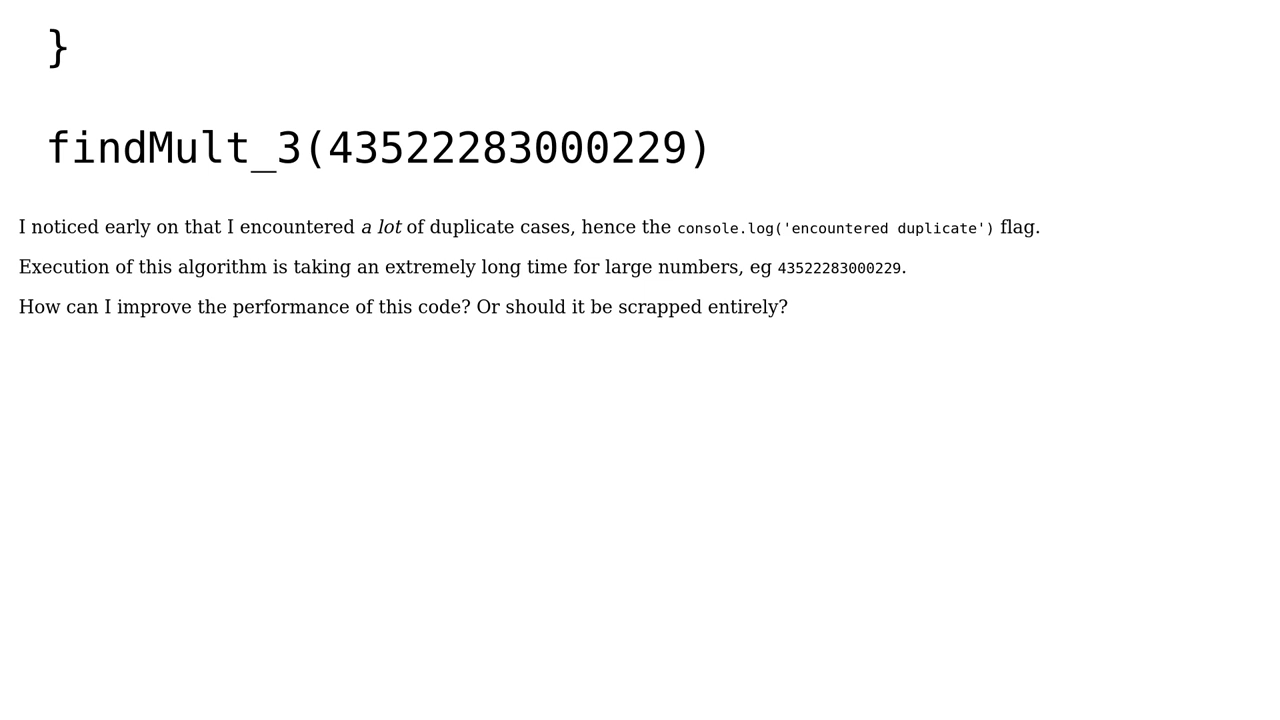 }
findMult_3(43522283000229)
I noticed early on that I encountered a lot of duplicate cases, hence the console.log('encountered duplicate') flag.
Execution of this algorithm is taking an extremely long time for large numbers, eg 43522283000229.
How can I improve the performance of this code? Or should it be scrapped entirely?